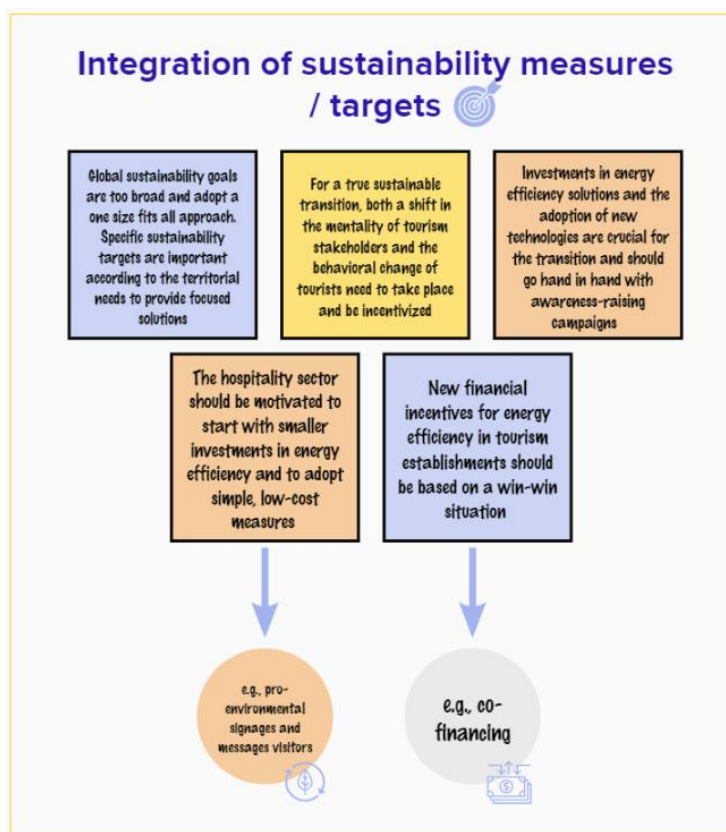 Integration of sustainability measures
/ targets
Global sustainability goals
are too broad and adopt a
one size fits all approach.
Specific sustainability
targets are important
according to the territorial
needs to provide focused
solutions
For a true sustainable
transition, both a shift in
the mentality of tourism
stakeholders and the
behavioral change of
tourists need to take place
and be incentivized
Investments in energy
efficiency solutions and the
adoption of new
technologies are crucial for
the transition and should
go hand in hand with
awareness-raising
campaigns
The hospitality sector
should be motivated to
start with smaller
investments in energy
efficiency and to adopt
simple, low-cost
measures
New financial
incentives for energy
efficiency in tourism
establishments should
be based on a win-win
situation
e.g., pro-
environmental
signages and
messages visitors
e.g., co-
financing
$